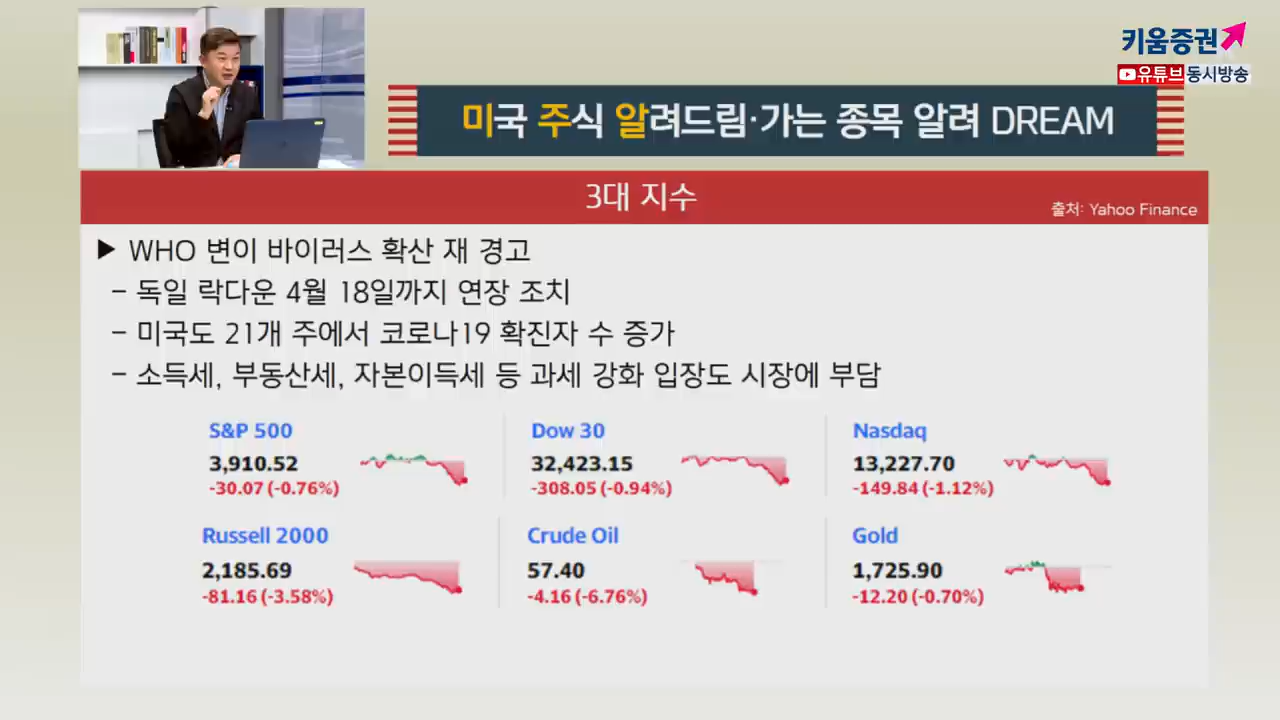 키움증권
유튜브 동시방송
미국 주식 알려드림·가는 종목 알려 DREAM
3대 지수
출처: Yahoo Finance
▶ WHO 변이 바이러스 확산 재 경고
- 독일 락다운 4월 18일까지 연장 조치
- 미국도 21개 주에서 코로나19 확진자 수 증가
- 소득세, 부동산세, 자본이득세 등 과세 강화 입장도 시장에 부담
S&P 500
3,910.52
-30.07 (-0.76%)
Dow 30
32,423.15
-308.05 (-0.94%)
Nasdaq
13,227.70
-149.84 (-1.12%)
Russell 2000
2,185.69
-81.16 (-3.58%)
Crude Oil
57.40
-4.16 (-6.76%)
Gold
1,725.90
-12.20 (-0.70%)